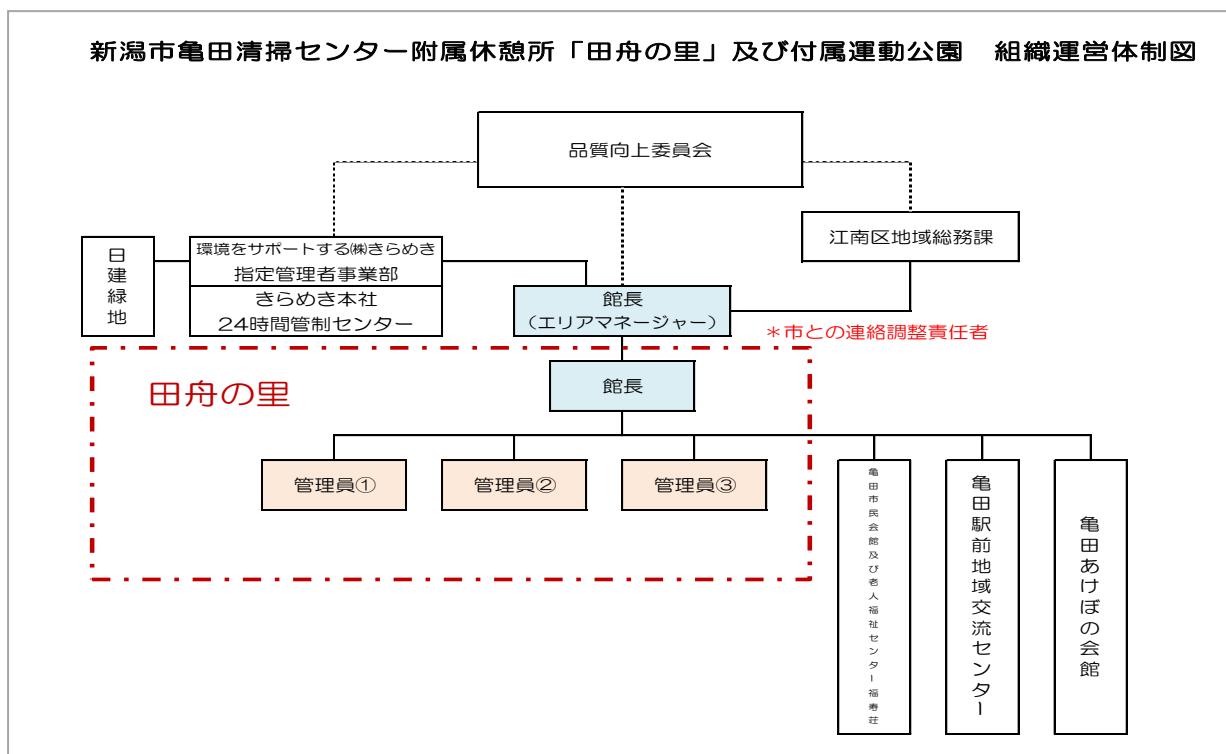 新潟市亀田清掃センター附属休憩所「田舟の里」及び付属運動公園　組織運営体制図
品質向上委員会
江南区地域総務課
日建緑地
環境をサポートする㈱きらめき
指定管理者事業部
きらめき本社
24時間管制センター
館長
（エリアマネージャー）
＊市との連絡調整責任者
田舟の里
館長
管理員①
管理員②
管理員③
亀田市民会館及び老人福祉センター福寿荘
亀田駅前地域交流センター
亀田あけぼの会館